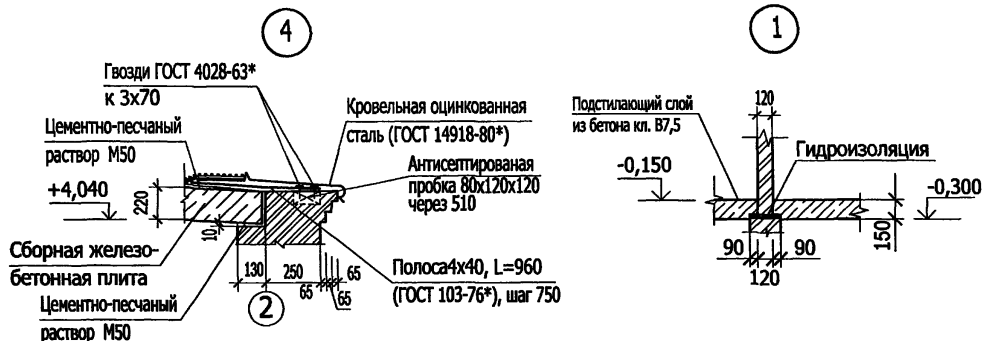 4
Гвозди ГОСТ 4028-63*
к 3х70
Цементно-песчаный
раствор М50
Кровельная оцинкованная
сталь (ГОСТ 14918-80*)
Антисептированая
пробка 80х120х120
через 510
+4,040
220
10
Сборная железо-
бетонная плита
130
250
65
65
65
Полоса4х40, L=960
(ГОСТ 103-76*), шаг 750
Цементно-песчаный
раствор М50
2
1
Подстилающий слой
из бетона кл. В7,5
120
Гидроизоляция
-0,150
-0,300
150
90
90
120